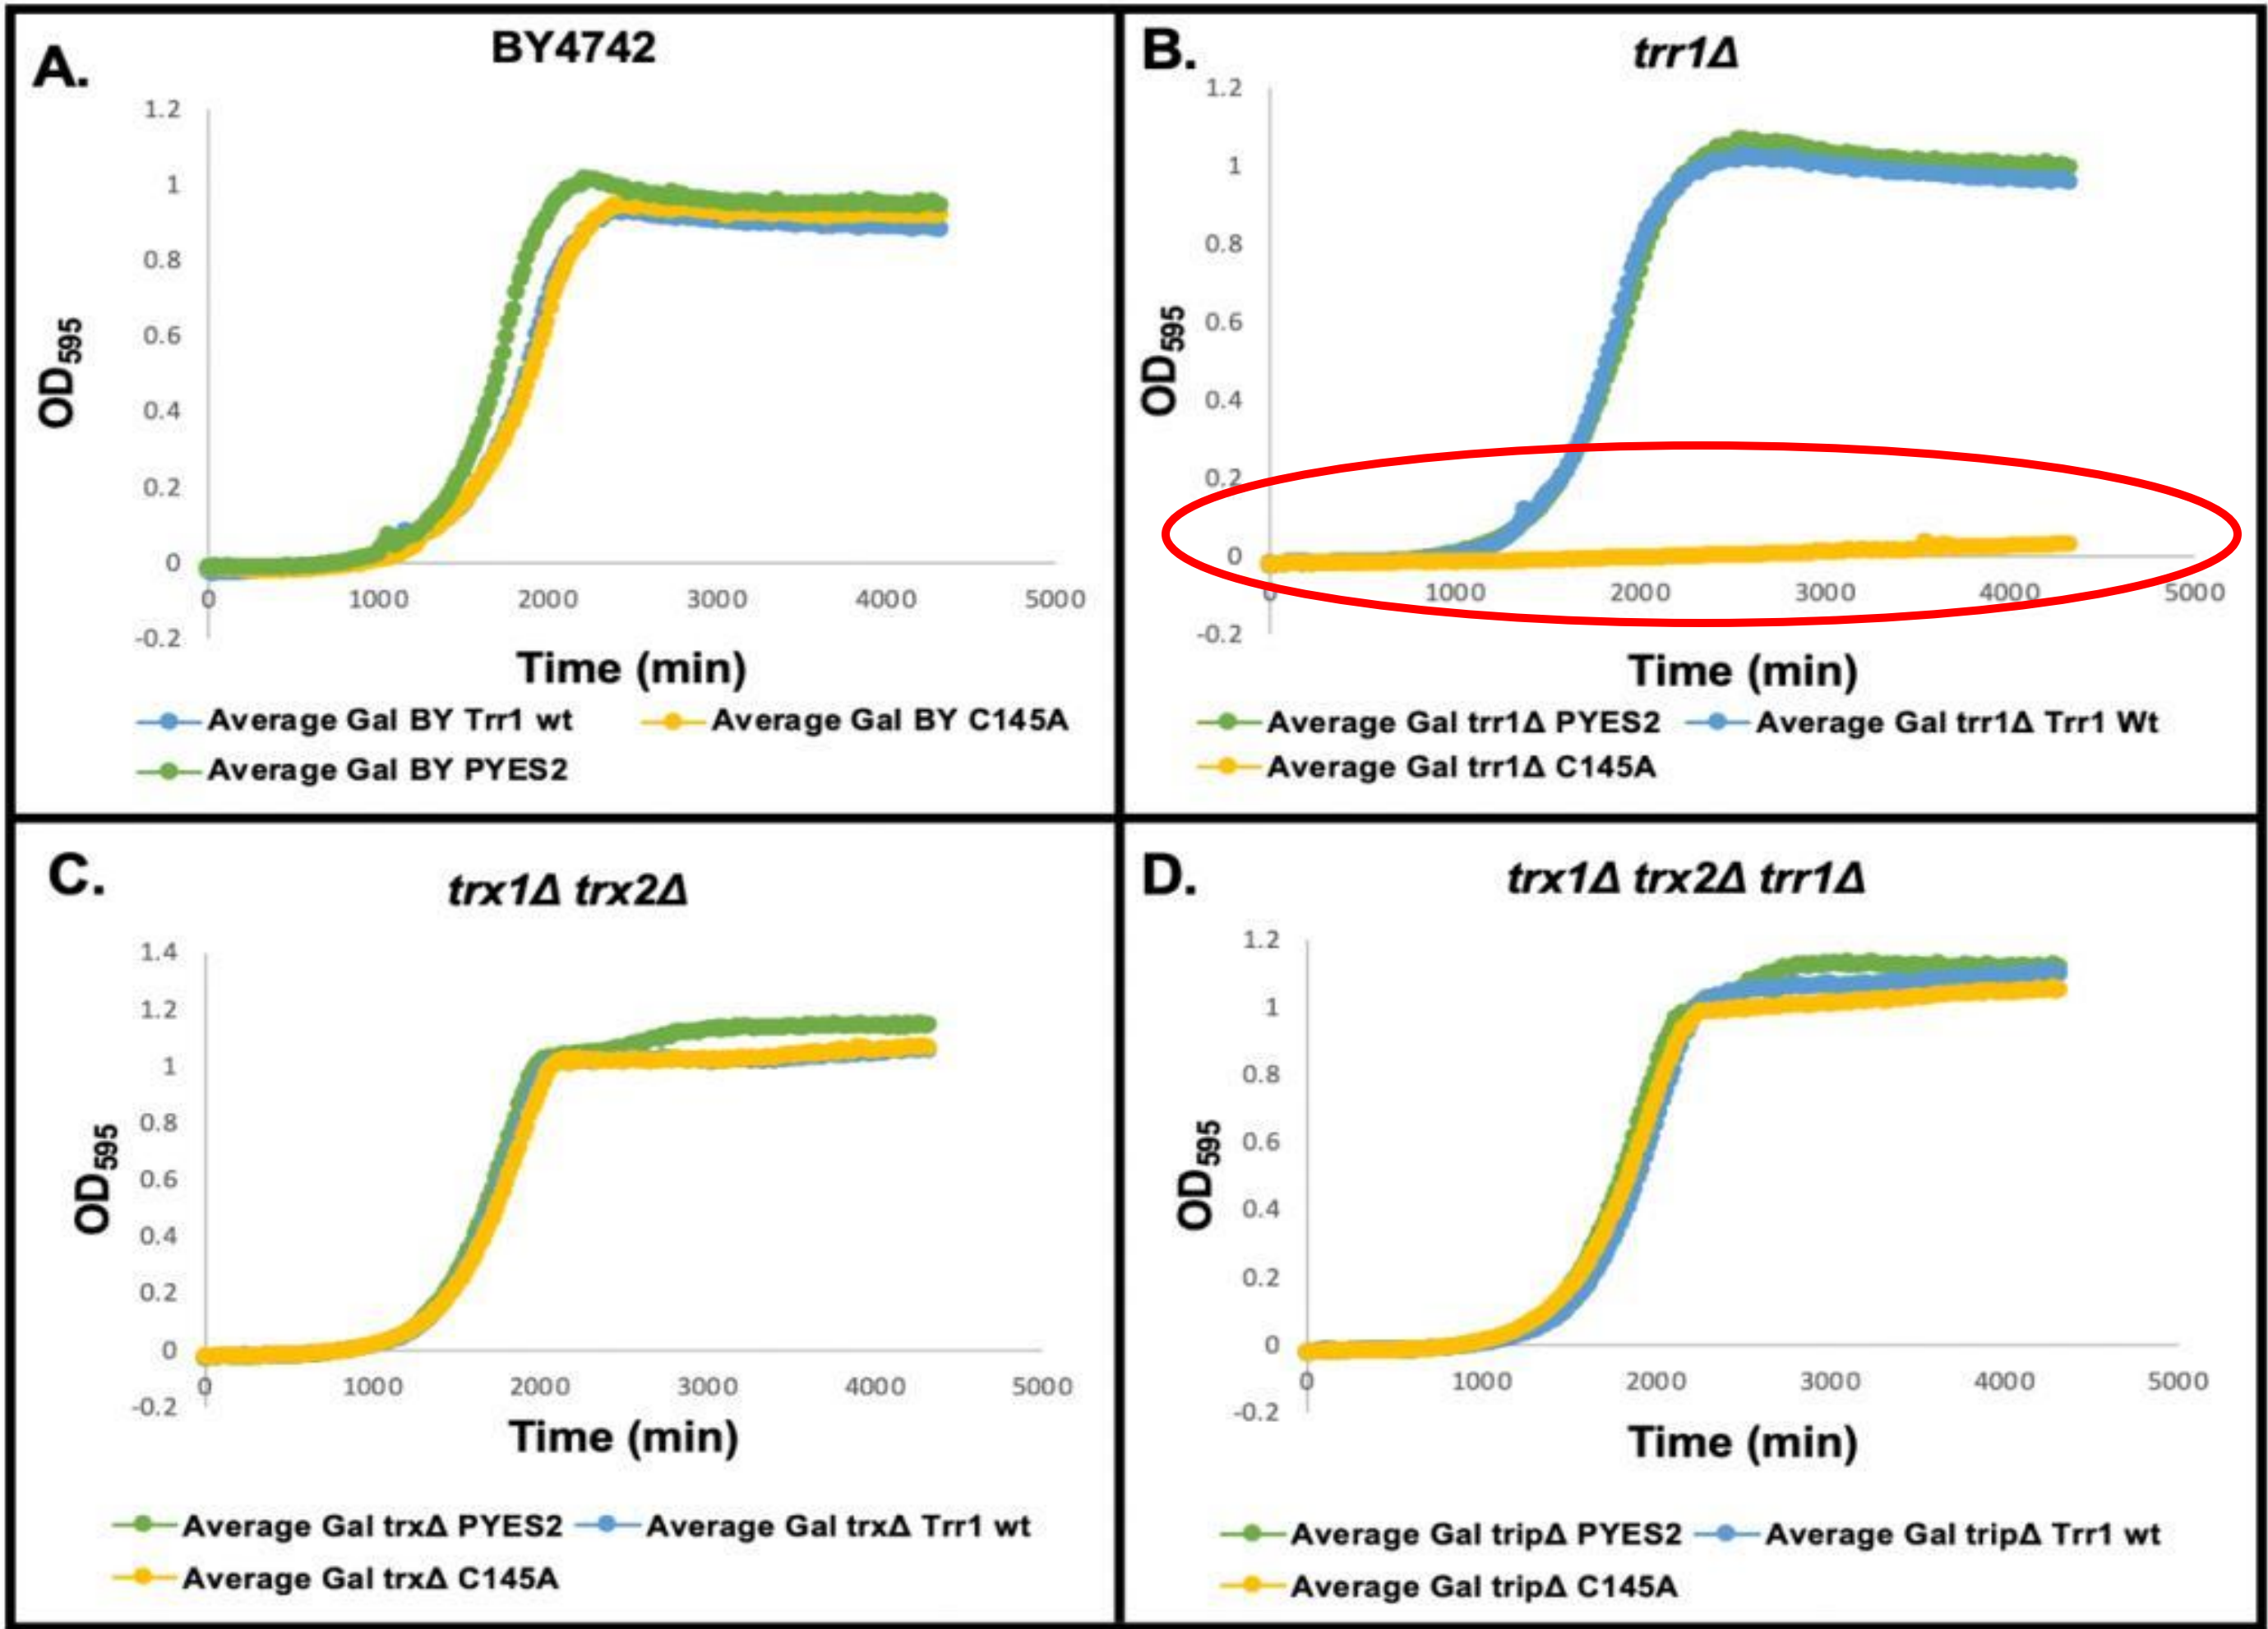 A.
BY4742
1.2
1
0.8
0.6
0.4
0.2
0
-0.2
OD595
0 1000 2000 3000 4000 5000
Time (min)
Average Gal BY Trr1 wt Average Gal BY C145A
Average Gal BY PYES2
B.
trr1Δ
1.2
1
0.8
0.6
0.4
0.2
0
-0.2
OD595
0 1000 2000 3000 4000 5000
Time (min)
Average Gal trr1Δ PYES2 Average Gal trr1Δ Trr1 Wt
Average Gal trr1Δ C145A
C.
trx1Δ trx2Δ
1.4
1.2
1
0.8
0.6
0.4
0.2
0
-0.2
OD595
0 1000 2000 3000 4000 5000
Time (min)
Average Gal trxΔ PYES2 Average Gal trxΔ Trr1 wt
Average Gal trxΔ C145A
D.
trx1Δ trx2Δ trr1Δ
1.2
1
0.8
0.6
0.4
0.2
0
-0.2
OD595
0 1000 2000 3000 4000 5000
Time (min)
Average Gal tripΔ PYES2 Average Gal tripΔ Trr1 wt
Average Gal tripΔ C145A